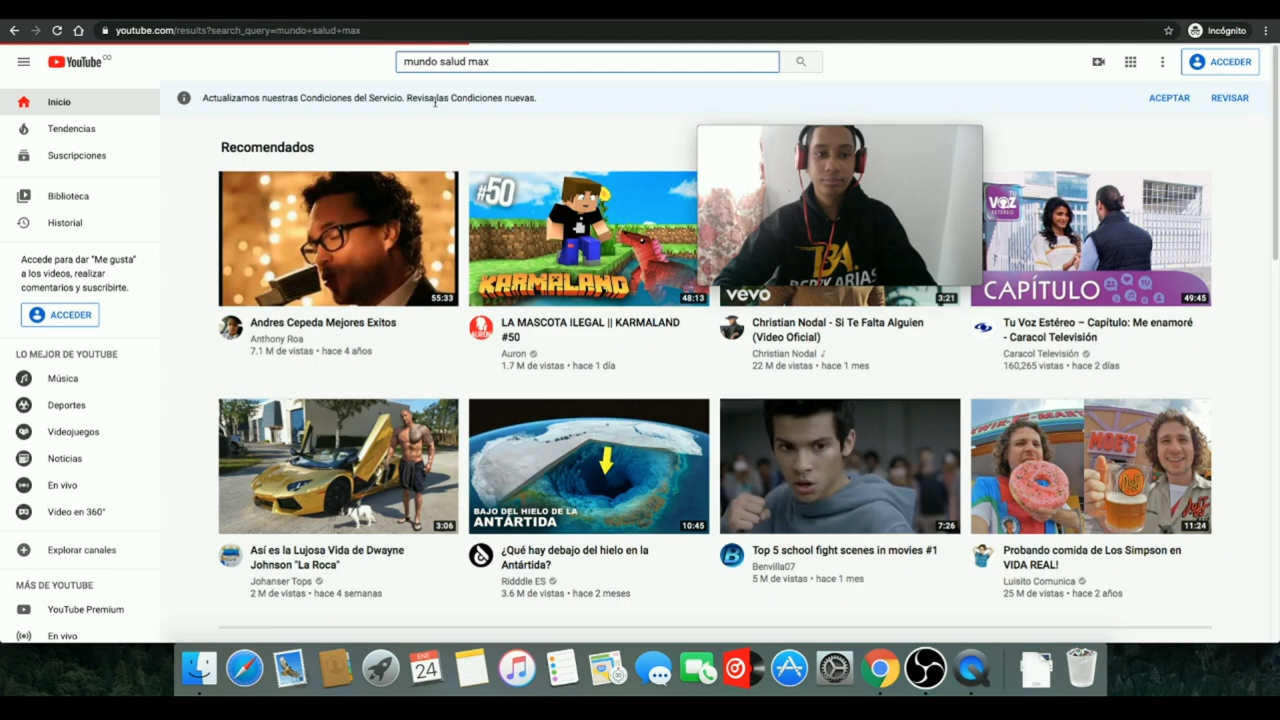 youtube.com/results?search_query=mundo+salud+max
Incógnito
YouTube CO
mundo salud max
ACCEDER
Inicio
Tendencias
Suscripciones
Biblioteca
Historial
Accede para dar "Me gusta"
a los videos, realizar
comentarios y suscribirte.
ACCEDER
LO MEJOR DE YOUTUBE
Música
Deportes
Videojuegos
Noticias
En vivo
Video en 360°
Explorar canales
MÁS DE YOUTUBE
YouTube Premium
En vivo
Actualizamos nuestras Condiciones del Servicio. Revisa las Condiciones nuevas.
ACEPTAR
REVISAR
Recomendados
55:33
Andres Cepeda Mejores Exitos
Anthony Roa
7.1 M de vistas • hace 4 años
#50
KARMALAND
48:13
LA MASCOTA ILEGAL || KARMALAND
#50
Auron
1.7 M de vistas • hace 1 día
vevo
3:21
Christian Nodal - Si Te Falta Alguien
(Video Oficial)
Christian Nodal
22 M de vistas • hace 1 mes
TU
VOZ
ESTÉREO
CAPÍTULO
49:45
Tu Voz Estéreo – Capítulo: Me enamoré
- Caracol Televisión
Caracol Televisión
160,265 vistas • hace 2 días
3:06
Así es la Lujosa Vida de Dwayne
Johnson "La Roca"
Johanser Tops
2 M de vistas • hace 4 semanas
BAJO DEL HIELO DE LA
ANTÁRTIDA
10:45
¿Qué hay debajo del hielo en la
Antártida?
Ridddle ES
3.6 M de vistas • hace 2 meses
7:26
Top 5 school fight scenes in movies #1
Benvilla07
5 M de vistas • hace 1 mes
KWIK-E-MART
MOE'S
Duff
11:24
Probando comida de Los Simpson en
VIDA REAL!
Luisito Comunica
25 M de vistas • hace 2 años
ENE
24